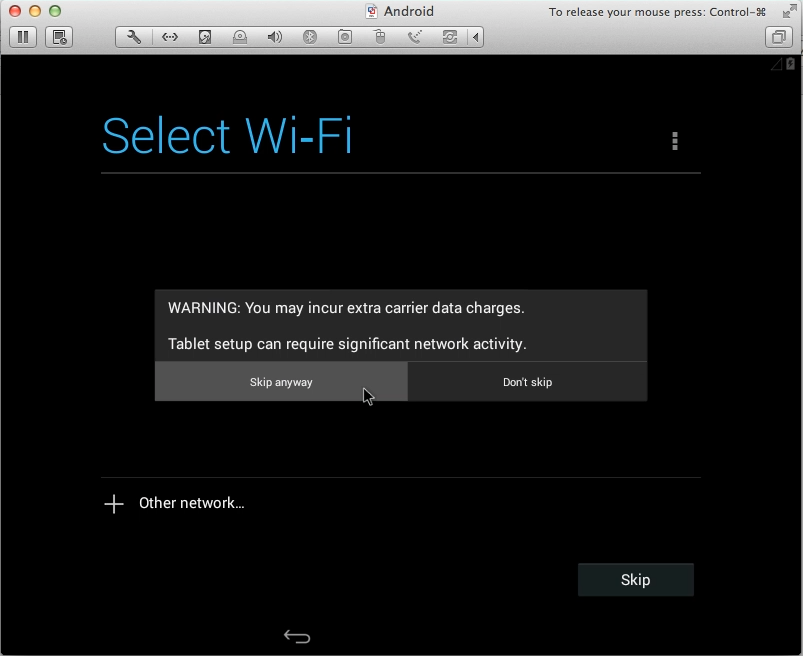 Android
To release your mouse press: Control-⌘
Select Wi-Fi
WARNING: You may incur extra carrier data charges.
Tablet setup can require significant network activity.
Skip anyway
Don't skip
Other network...
Skip